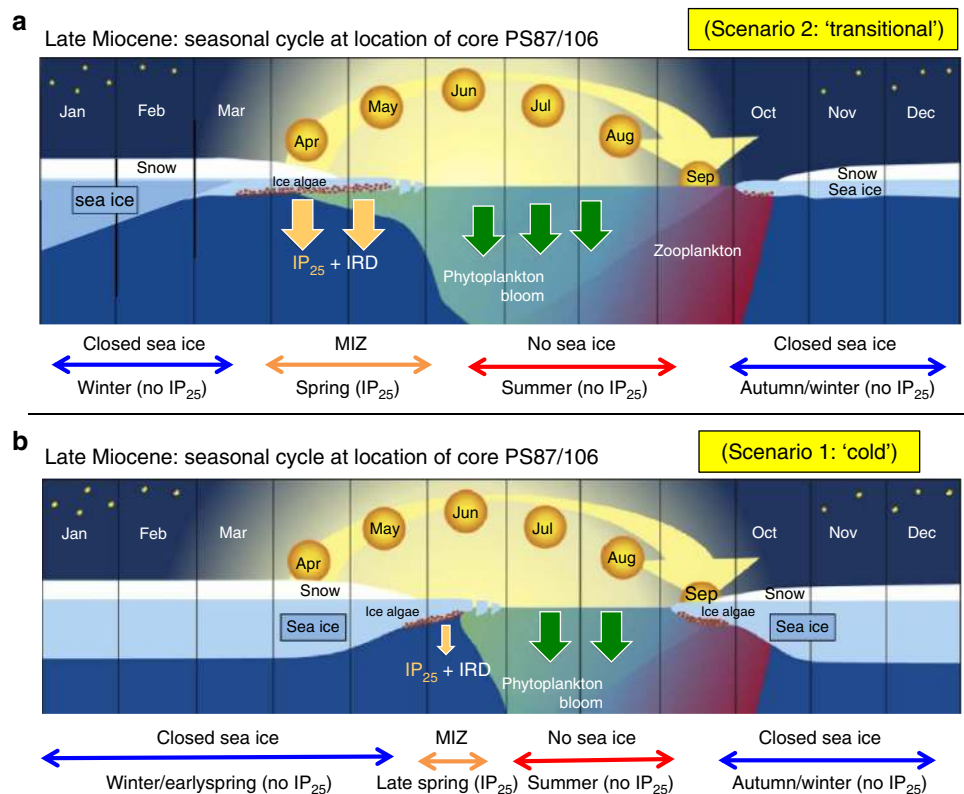 a
Late Miocene: seasonal cycle at location of core PS87/106
(Scenario 2: ‘transitional’)
Jan
Feb
Mar
Apr
May
Jun
Jul
Aug
Sep
Oct
Nov
Dec
Snow
Ice algae
sea ice
Snow
Sea ice
IP25 + IRD
Phytoplankton
bloom
Zooplankton
Closed sea ice
MIZ
No sea ice
Closed sea ice
Winter (no IP25)
Spring (IP25)
Summer (no IP25)
Autumn/winter (no IP25)
b
Late Miocene: seasonal cycle at location of core PS87/106
(Scenario 1: ‘cold’)
Jan
Feb
Mar
Apr
May
Jun
Jul
Aug
Sep
Oct
Nov
Dec
Snow
Snow
Ice algae
Ice algae
Sea ice
Sea ice
IP25 + IRD
Phytoplankton
bloom
Closed sea ice
MIZ
No sea ice
Closed sea ice
Winter/earlyspring (no IP25)
Late spring (IP25)
Summer (no IP25)
Autumn/winter (no IP25)